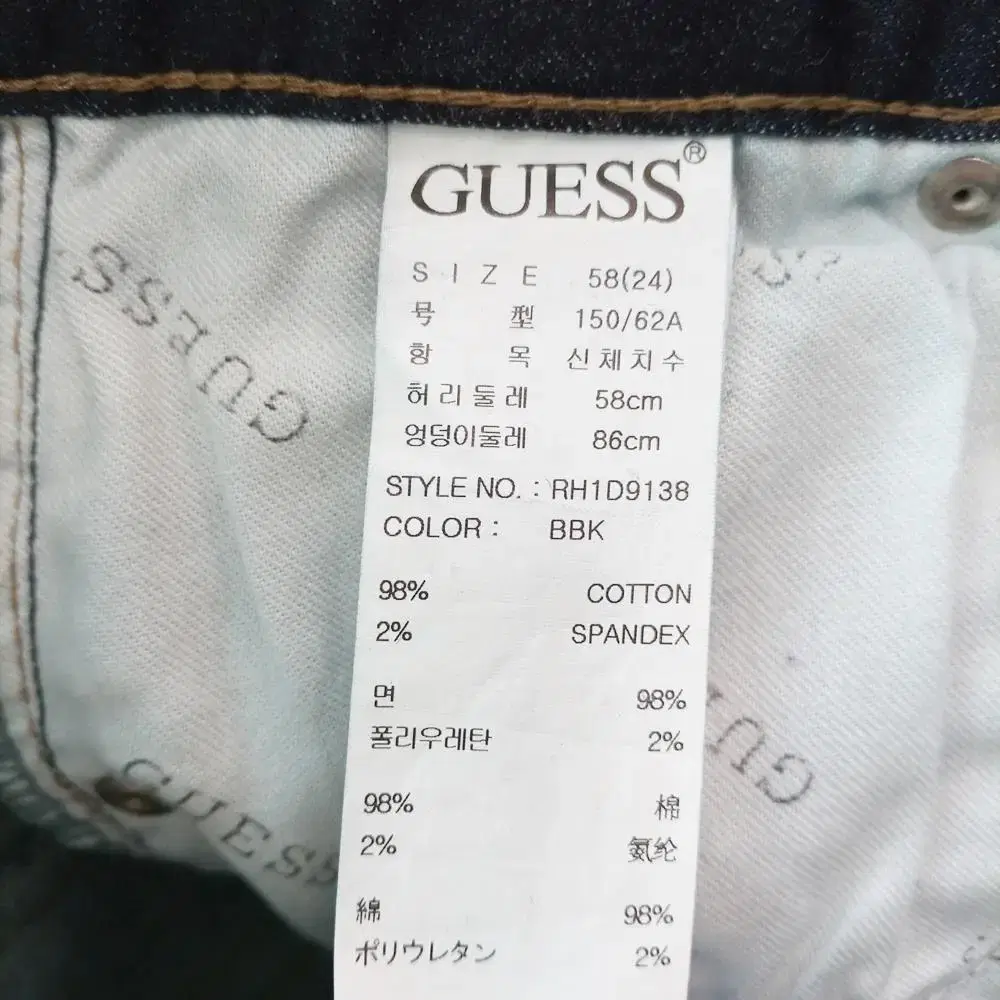 GUESS®
SIZE 58(24)
号型 150/62A
항목 신체치수
허리둘레 58cm
엉덩이둘레 86cm
STYLE NO. : RH1D9138
COLOR : BBK
98% COTTON
2% SPANDEX
면 98%
폴리우레탄 2%
98% 棉
2% 氨纶
綿 98%
ポリウレタン 2%
GUESS
GUESS
GU